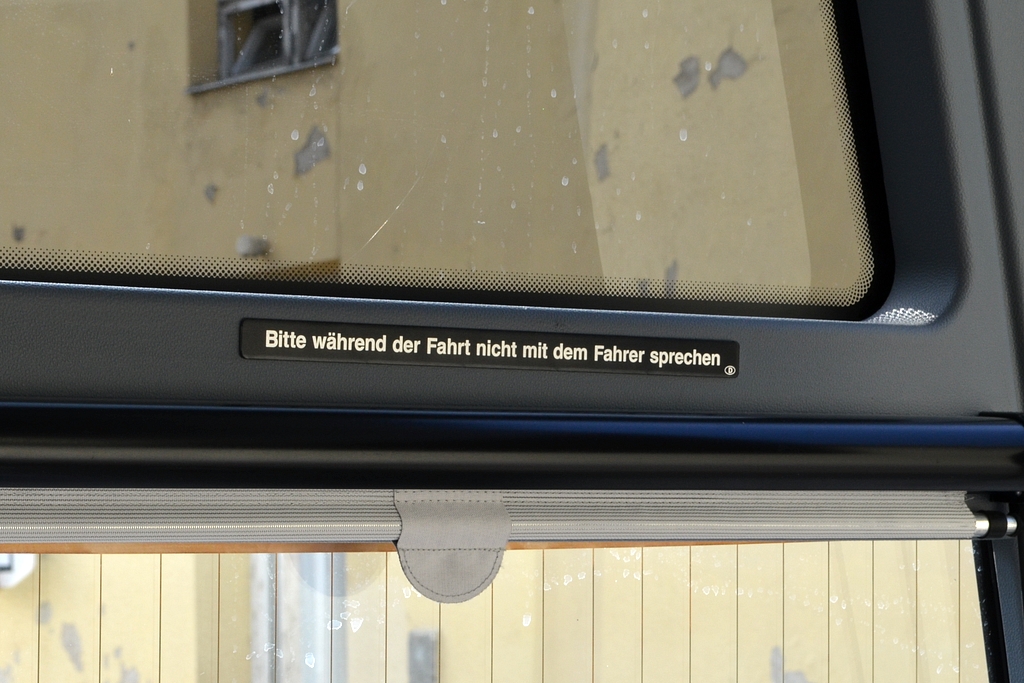 Bitte während der Fahrt nicht mit dem Fahrer sprechen
D